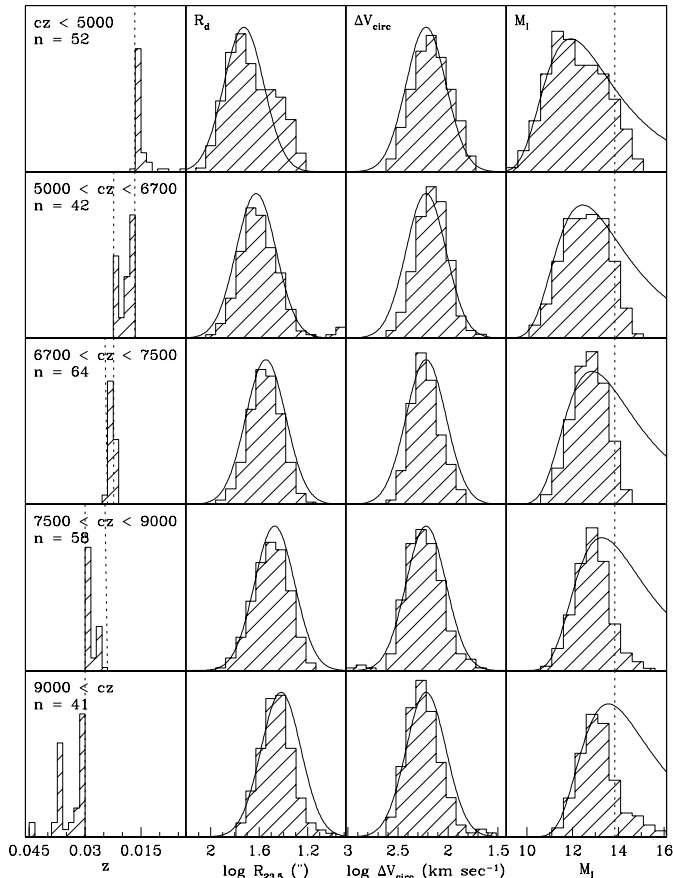 cz < 5000
n = 52
R_d
ΔV_circ
M_I
5000 < cz < 6700
n = 42
6700 < cz < 7500
n = 64
7500 < cz < 9000
n = 58
9000 < cz
n = 41
0.045 0.03 0.015
2 1.6 1.2
3 2.5 2 1.5
10 12 14 16
z
log R_23.5 (")
log ΔV_circ (km sec⁻¹)
M_I